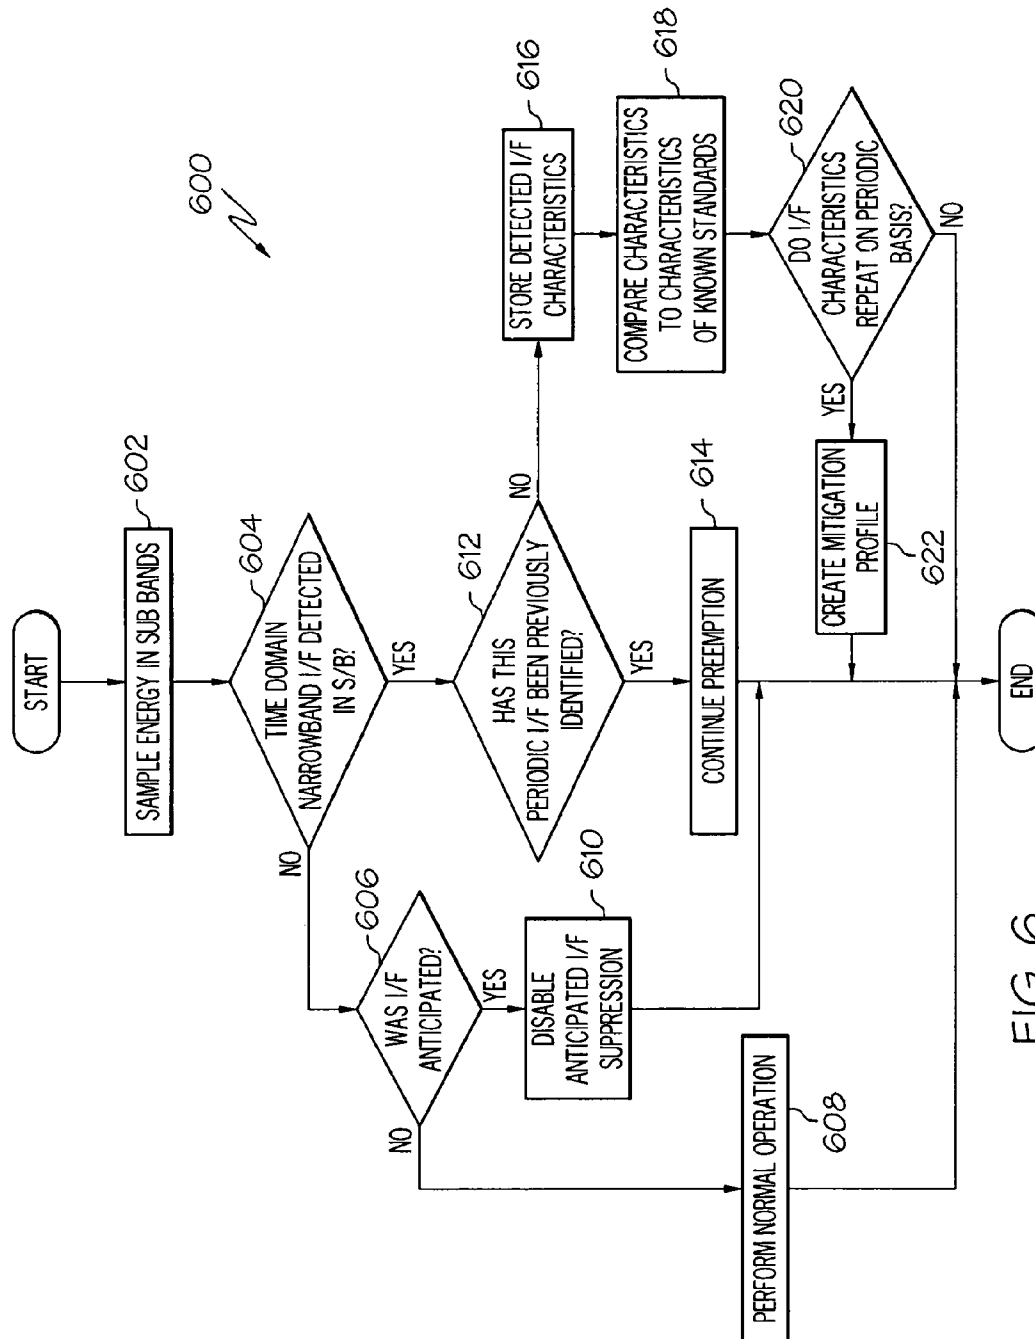 600
START
SAMPLE ENERGY IN SUB BANDS
602
TIME DOMAIN
NARROWBAND I/F DETECTED
IN S/B?
604
NO
YES
WAS I/F
ANTICIPATED?
606
NO
YES
PERFORM NORMAL OPERATION
608
DISABLE
ANTICIPATED I/F
SUPPRESSION
610
HAS THIS
PERIODIC I/F BEEN PREVIOUSLY
IDENTIFIED?
612
NO
YES
CONTINUE PREEMPTION
614
STORE DETECTED I/F
CHARACTERISTICS
616
COMPARE CHARACTERISTICS
TO CHARACTERISTICS
OF KNOWN STANDARDS
618
DO I/F
CHARACTERISTICS
REPEAT ON PERIODIC
BASIS?
620
YES
NO
CREATE MITIGATION
PROFILE
622
END
FIG. 6